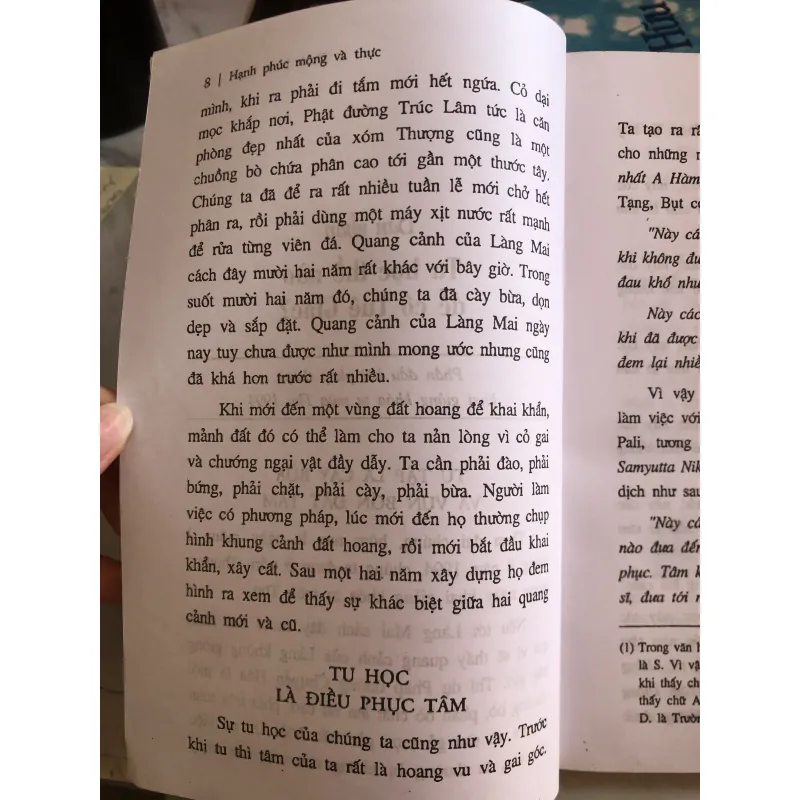 8 | Hạnh phúc mộng và thực
mình, khi ra phải đi tắm mới hết ngứa. Cỏ dại
mọc khắp nơi, Phật đường Trúc Lâm tức là căn
phòng đẹp nhất của xóm Thượng cũng là một
chuồng bò chứa phân cao tới gần một thước tây.
Chúng ta đã để ra rất nhiều tuần lễ mới chở hết
phân ra, rồi phải dùng một máy xịt nước rất mạnh
để rửa từng viên đá. Quang cảnh của Làng Mai
cách đây mười hai năm rất khác với bây giờ. Trong
suốt mười hai năm đó, chúng ta đã cày bừa, dọn
dẹp và sắp đặt. Quang cảnh của Làng Mai ngày
nay tuy chưa được như mình mong ước nhưng cũng
đã khá hơn trước rất nhiều.
Khi mới đến một vùng đất hoang để khai khẩn,
mảnh đất đó có thể làm cho ta nản lòng vì cỏ gai
và chướng ngại vật đầy dẫy. Ta cần phải đào, phải
bứng, phải chặt, phải cày, phải bừa. Người làm
việc có phương pháp, lúc mới đến họ thường chụp
hình khung cảnh đất hoang, rồi mới bắt đầu khai
khẩn, xây cất. Sau một hai năm xây dựng họ đem
hình ra xem để thấy sự khác biệt giữa hai quang
cảnh mới và cũ.
TU HỌC
LÀ ĐIỀU PHỤC TÂM
Sự tu học của chúng ta cũng như vậy. Trước
khi tu thì tâm của ta rất là hoang vu và gai góc.
Ta tạo ra
cho những
nhất A Hàm
Tạng, Bụt
"Này
khi không
đau khổ
Này các
khi đã được
đem lại
Vì vậy
làm việc với
Pali, tương
Samyutta
dịch như
"Này
nào đưa
phục. Tâm
sĩ, đưa tới
(1) Trong văn
là S. Vì
khi thấy
thấy chữ
D. là